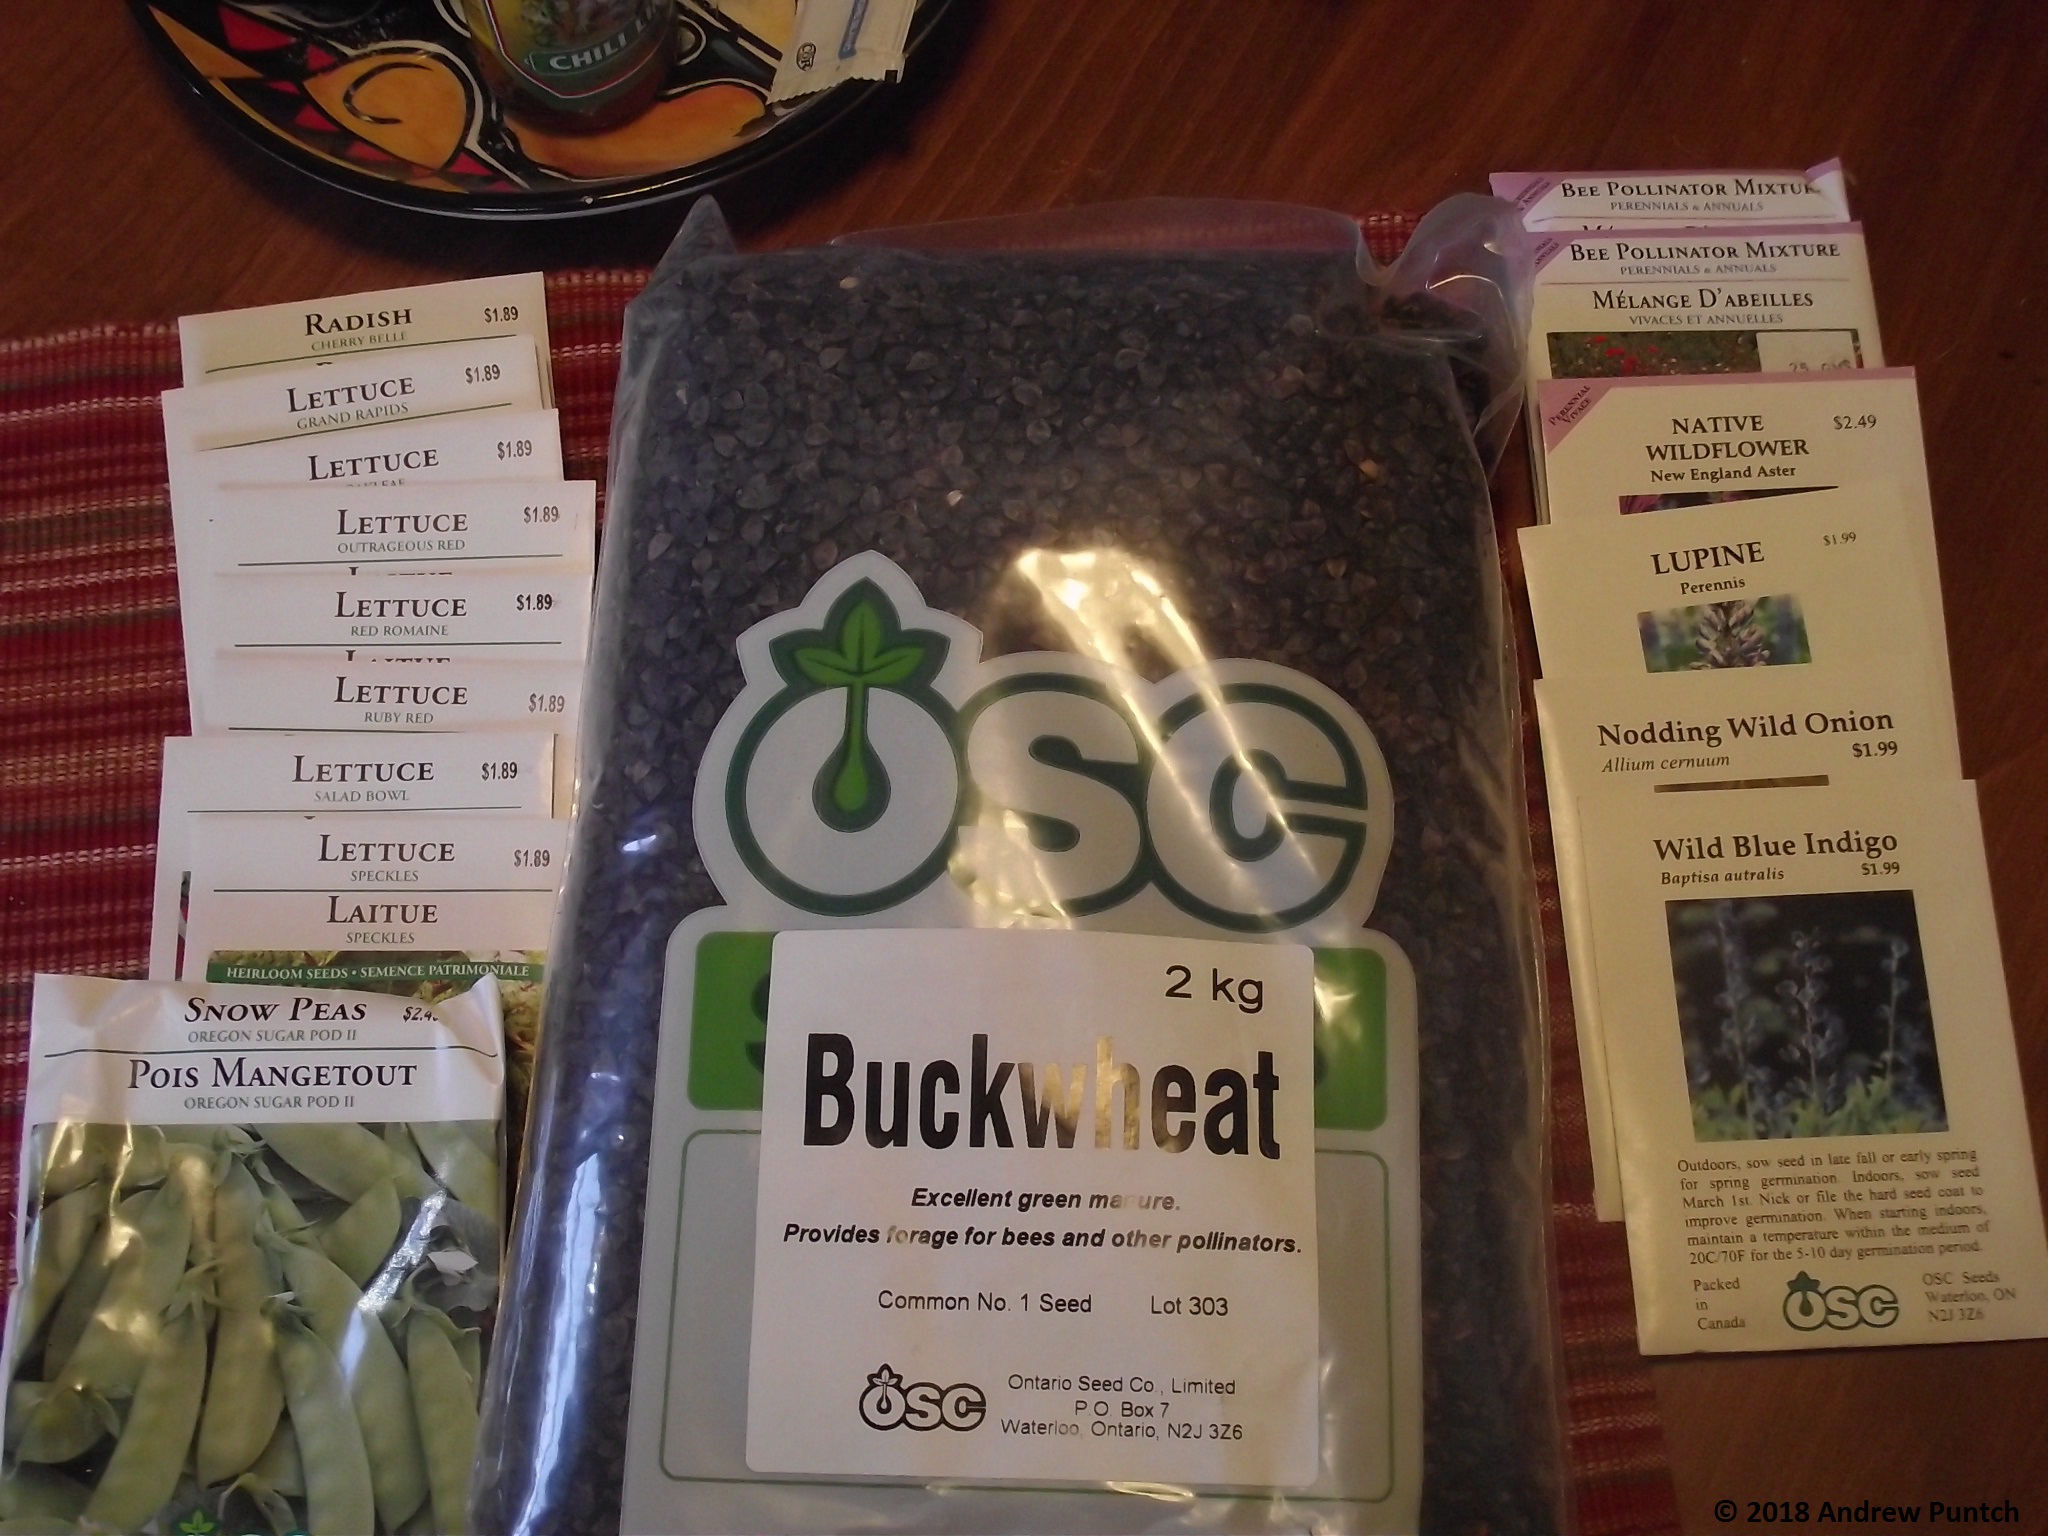 CHILI
RADISH $1.89
CHERRY BELLE
LETTUCE $1.89
GRAND RAPIDS
LETTUCE $1.89
LETTUCE $1.89
OUTRAGEOUS RED
LETTUCE $1.89
RED ROMAINE
LETTUCE $1.89
RUBY RED
LETTUCE $1.89
SALAD BOWL
LETTUCE $1.89
SPECKLES
LAITUE
SPECKLES
HEIRLOOM SEEDS • SEMENCE PATRIMONIALE
SNOW PEAS
OREGON SUGAR POD II
POIS MANGETOUT
OREGON SUGAR POD II
OSC
2 kg
Buckwheat
Excellent green manure.
Provides forage for bees and other pollinators.
Common No. 1 Seed Lot 303
OSC
Ontario Seed Co., Limited
P.O. Box 7
Waterloo, Ontario, N2J 3Z6
BEE POLLINATOR MIXTURE
PERENNIALS & ANNUALS
BEE POLLINATOR MIXTURE
PERENNIALS & ANNUALS
MÉLANGE D'ABEILLES
VIVACES ET ANNUELLES
PERENNIAL
VIVACE
NATIVE $2.49
WILDFLOWER
New England Aster
LUPINE $1.99
Perennis
Nodding Wild Onion
Allium cernuum $1.99
Wild Blue Indigo
Baptisa autralis $1.99
Outdoors, sow seed in late fall or early spring
for spring germination. Indoors, sow seed
March 1st. Nick or file the hard seed coat to
improve germination. When starting indoors,
maintain a temperature within the medium of
20C/70F for the 5-10 day germination period.
Packed
in
Canada
OSC
OSC Seeds
Waterloo, ON
N2J 3Z6
© 2018 Andrew Puntch